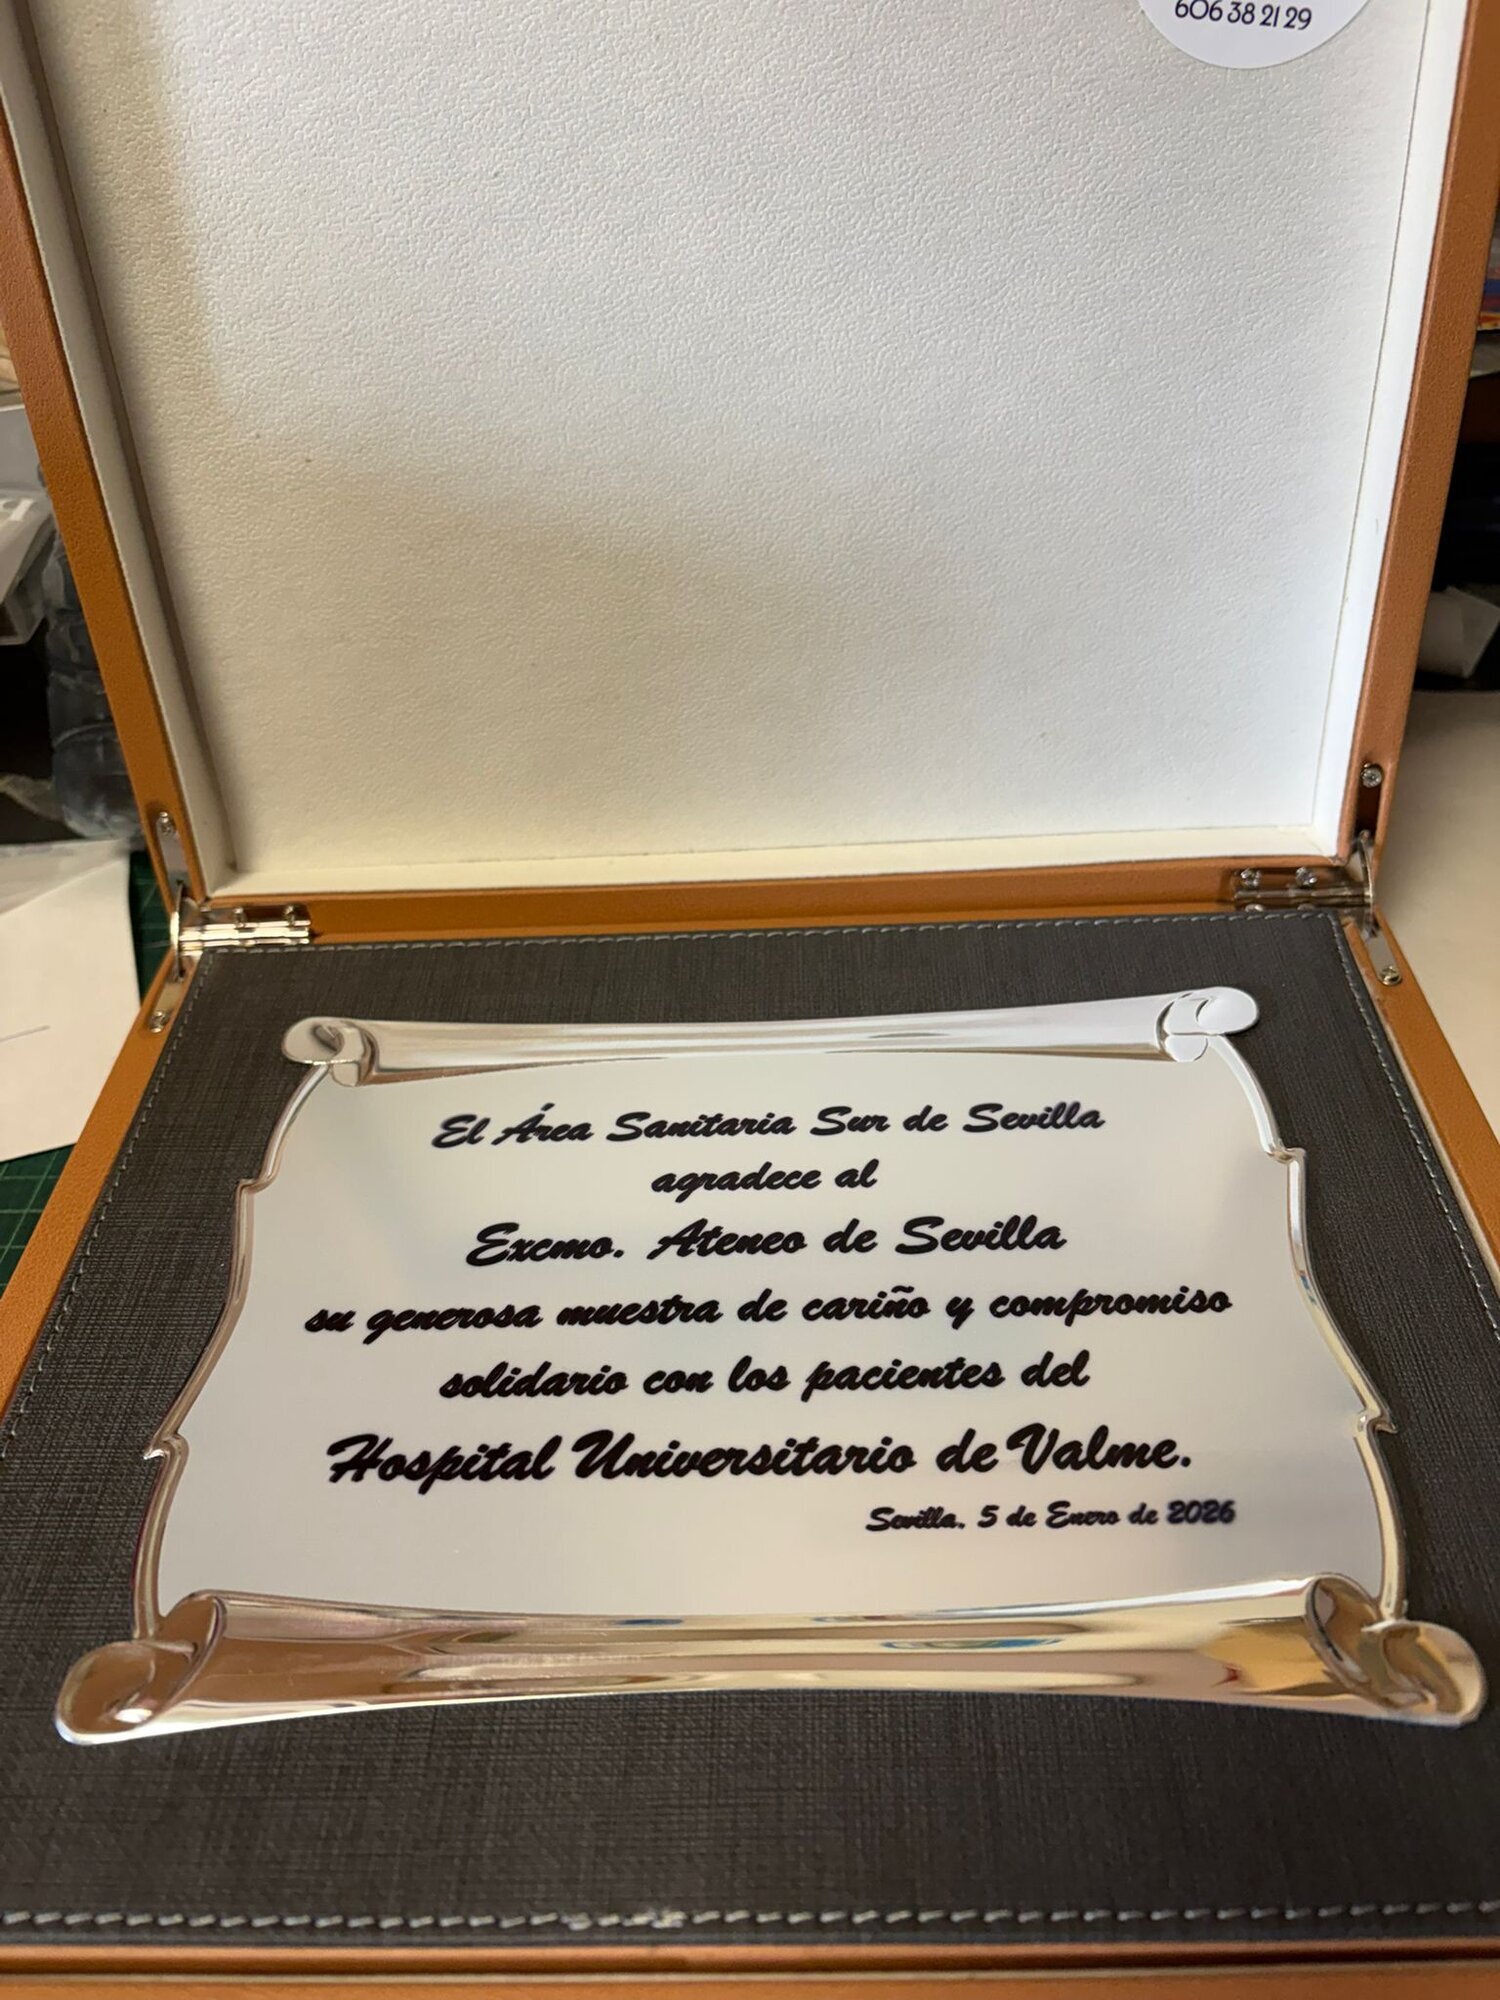 606 38 21 29
El Área Sanitaria Sur de Sevilla
agradece al
Excmo. Ateneo de Sevilla
su generosa muestra de cariño y compromiso
solidario con los pacientes del
Hospital Universitario de Valme.
Sevilla, 5 de Enero de 2026